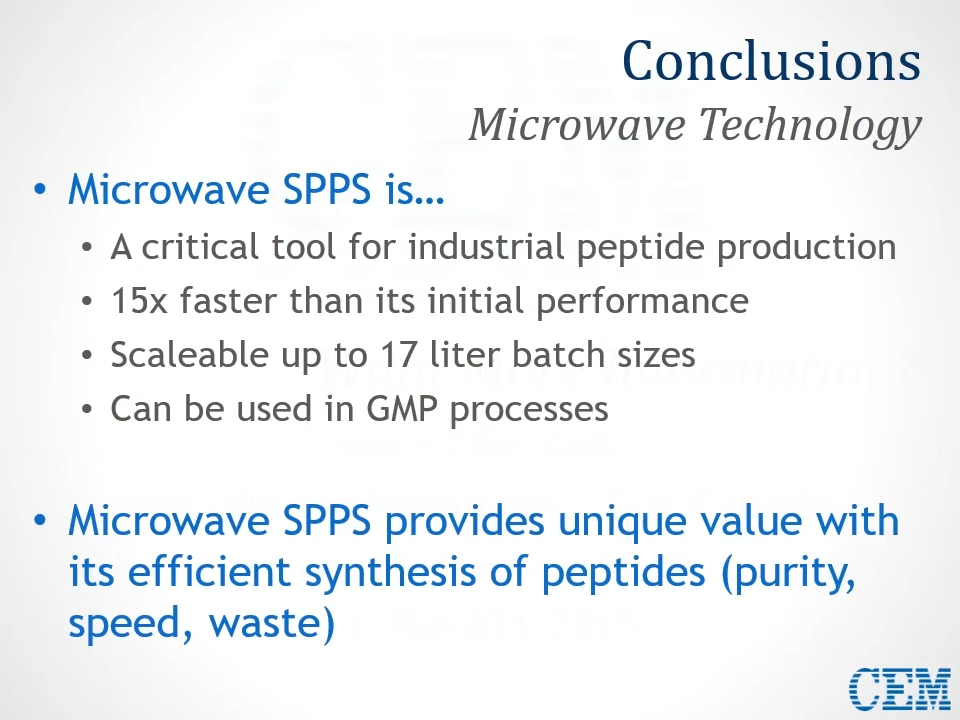 Conclusions
Microwave Technology
• Microwave SPPS is…
• A critical tool for industrial peptide production
• 15x faster than its initial performance
• Scaleable up to 17 liter batch sizes
• Can be used in GMP processes
• Microwave SPPS provides unique value with
its efficient synthesis of peptides (purity,
speed, waste)
CEM